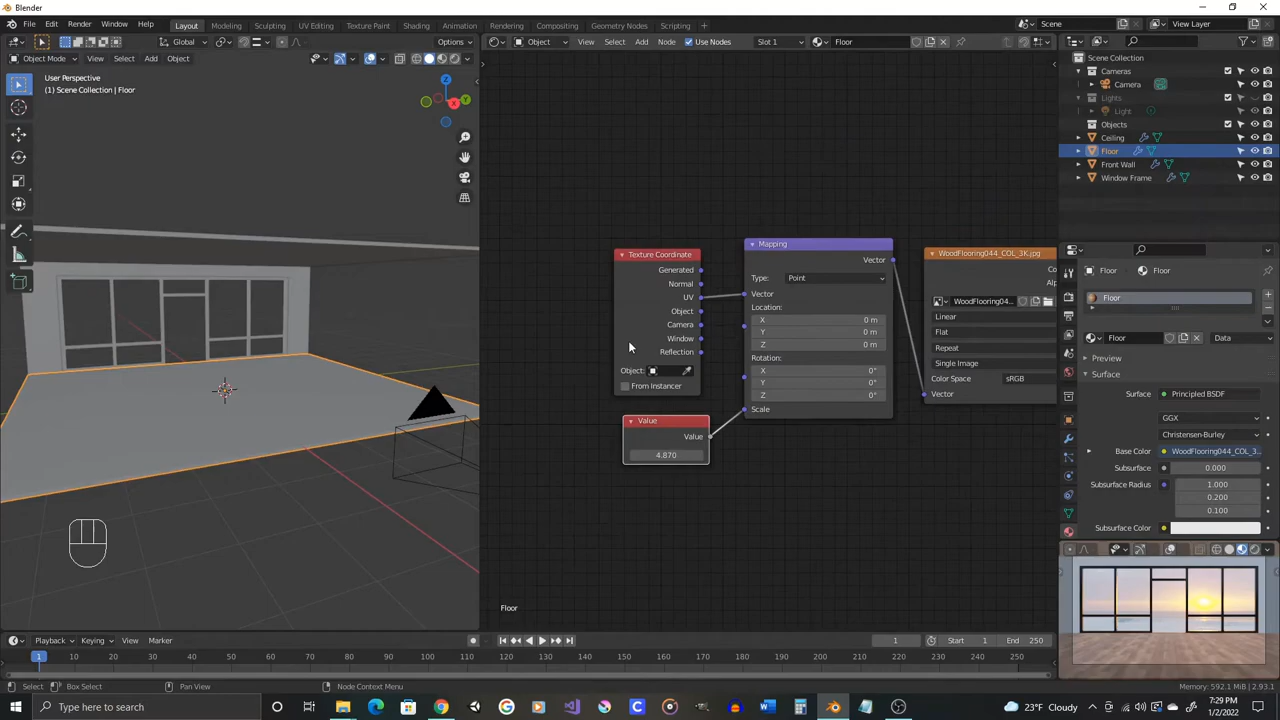 Blender
File Edit Render Window Help Layout Modeling Sculpting UV Editing Texture Paint Shading Animation Rendering Compositing Geometry Nodes Scripting + Scene View Layer
Global Options
Object View Select Add Node Use Nodes Slot 1 Floor
Object Mode View Select Add Object
User Perspective
(1) Scene Collection | Floor
Z
X
Y
Scene Collection
Cameras
Camera
Lights
Light
Objects
Ceiling
Floor
Front Wall
Window Frame
Texture Coordinate
Generated
Normal
UV
Object
Camera
Window
Reflection
Object:
From Instancer
Value
Value
4.870
Mapping
Vector
Type: Point
Vector
Location:
X 0 m
Y 0 m
Z 0 m
Rotation:
X 0°
Y 0°
Z 0°
Scale
WoodFlooring044_COL_3K.jpg
Co
Alp
WoodFlooring04...
Linear
Flat
Repeat
Single Image
Color Space sRGB
Vector
Floor
Floor Floor
Floor
Floor Data
Preview
Surface
Surface Principled BSDF
GGX
Christensen-Burley
Base Color WoodFlooring044_COL_3...
Subsurface 0.000
Subsurface Radius 1.000
0.200
0.100
Subsurface Color
Playback Keying View Marker 1 Start 1 End 250
1 10 20 30 40 50 60 70 80 90 100 110 120 130 140 150 160 170 180 190 200 210 220 230 240 250
Select Box Select Pan View Node Context Menu Memory: 592.1 MiB | 2.93.1
Type here to search
23°F Cloudy
7:29 PM
1/2/2022